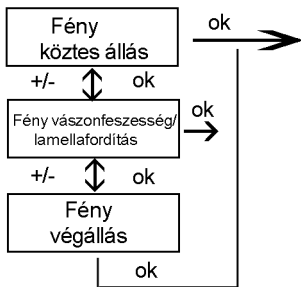 Fény
köztes állás
ok
+/-
ok
Fény vászonfeszesség/
lamellafordítás
ok
+/-
ok
Fény
végállás
ok